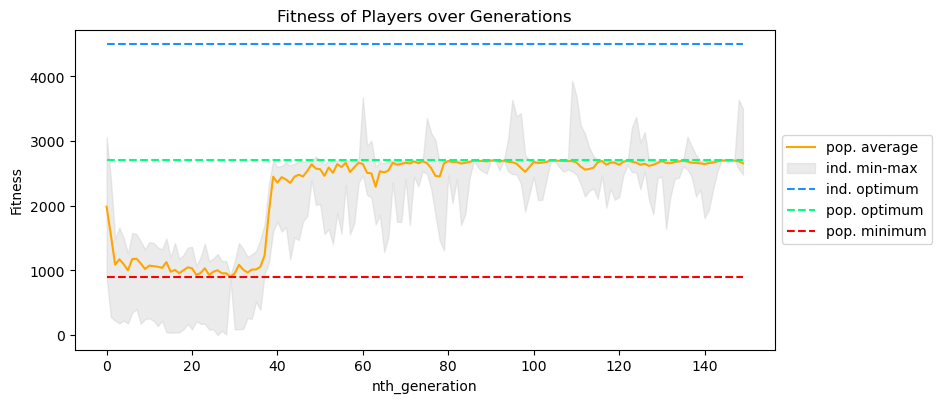 Fitness of Players over Generations
Fitness
4000
3000
2000
1000
0
0 20 40 60 80 100 120 140
nth_generation
pop. average
ind. min-max
ind. optimum
pop. optimum
pop. minimum